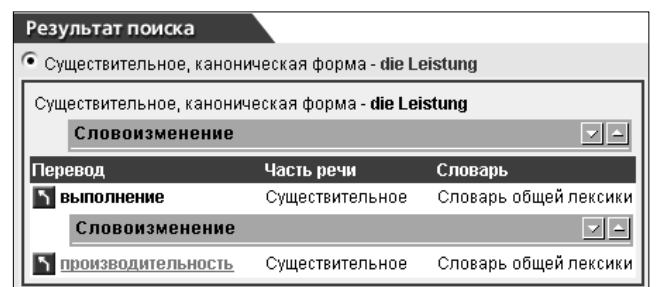 Результат поиска
Существительное, каноническая форма - die Leistung
Существительное, каноническая форма - die Leistung
Словоизменение
Перевод Часть речи Словарь
выполнение Существительное Словарь общей лексики
Словоизменение
производительность Существительное Словарь общей лексики